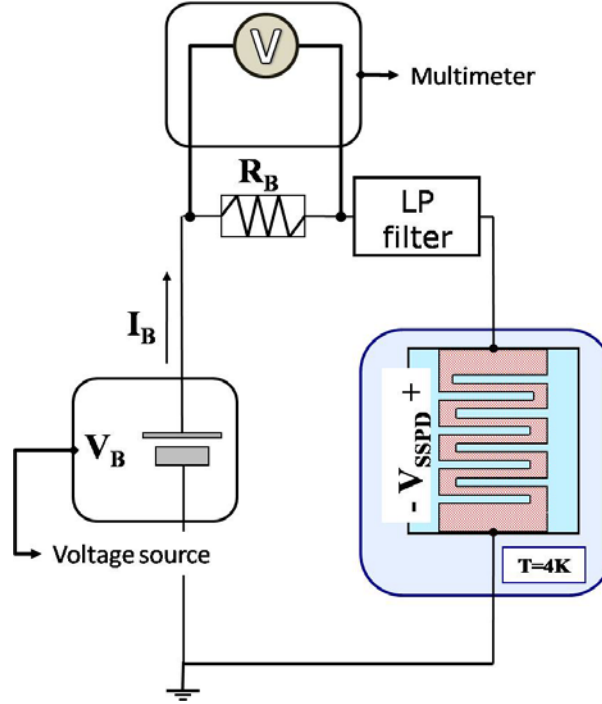 V
Multimeter
R_B
LP
filter
I_B
V_B
- V_SSPD +
Voltage source
T=4K